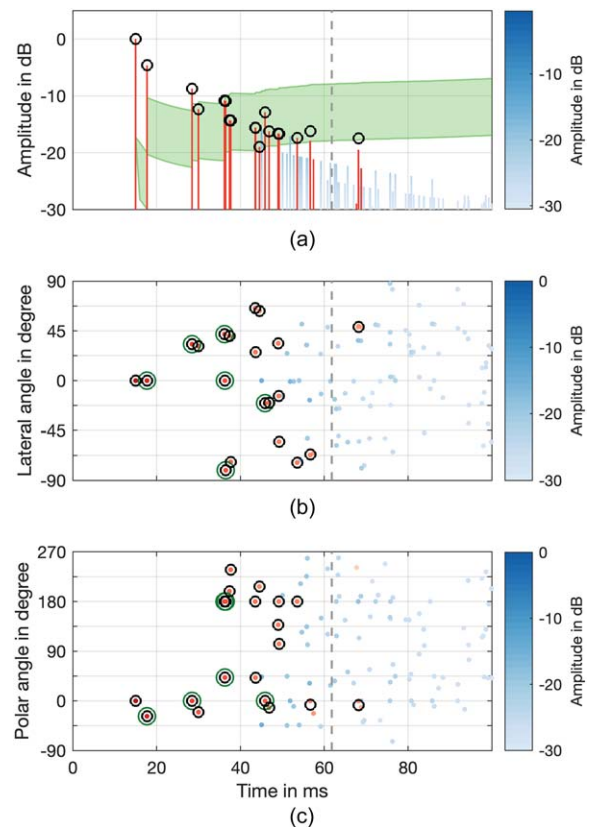 0
-10
-20
-30
Amplitude in dB
-10
-20
-30
Amplitude in dB
(a)
90
45
0
-45
-90
Lateral angle in degree
0
-10
-20
-30
Amplitude in dB
(b)
270
180
90
0
-90
Polar angle in degree
0
-10
-20
-30
Amplitude in dB
0 20 40 60 80
Time in ms
(c)